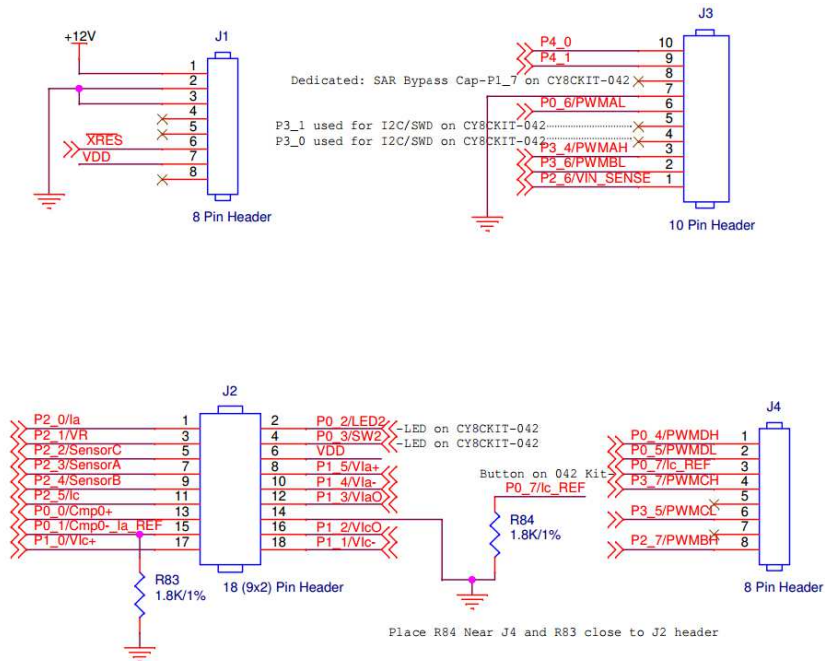 +12V
J1
1
2
3
4
5
XRES 6
VDD 7
8
8 Pin Header
J3
P4_0 10
P4_1 9
Dedicated: SAR Bypass Cap-P1_7 on CY8CKIT-042 8
7
P0_6/PWMAL 6
P3_1 used for I2C/SWD on CY8CKIT-042 5
P3_0 used for I2C/SWD on CY8CKIT-042 4
P3_4/PWMAH 3
P3_6/PWMBL 2
P2_6/VIN_SENSE 1
10 Pin Header
J2
P2_0/Ia 1 2 P0_2/LED2 -LED on CY8CKIT-042
P2_1/VR 3 4 P0_3/SW2 -LED on CY8CKIT-042
P2_2/SensorC 5 6 VDD
P2_3/SensorA 7 8 P1_5/VIa+
P2_4/SensorB 9 10 P1_4/VIa-
P2_5/Ic 11 12 P1_3/VIaO
P0_0/Cmp0+ 13 14
P0_1/Cmp0-_Ia_REF 15 16 P1_2/VIcO
P1_0/VIc+ 17 18 P1_1/VIc-
18 (9x2) Pin Header
R83
1.8K/1%
P0_7/Ic_REF
R84
1.8K/1%
J4
P0_4/PWMDH 1
P0_5/PWMDL 2
Button on 042 Kit- P0_7/Ic_REF 3
P3_7/PWMCH 4
5
P3_5/PWMCL 6
7
P2_7/PWMBH 8
8 Pin Header
Place R84 Near J4 and R83 close to J2 header